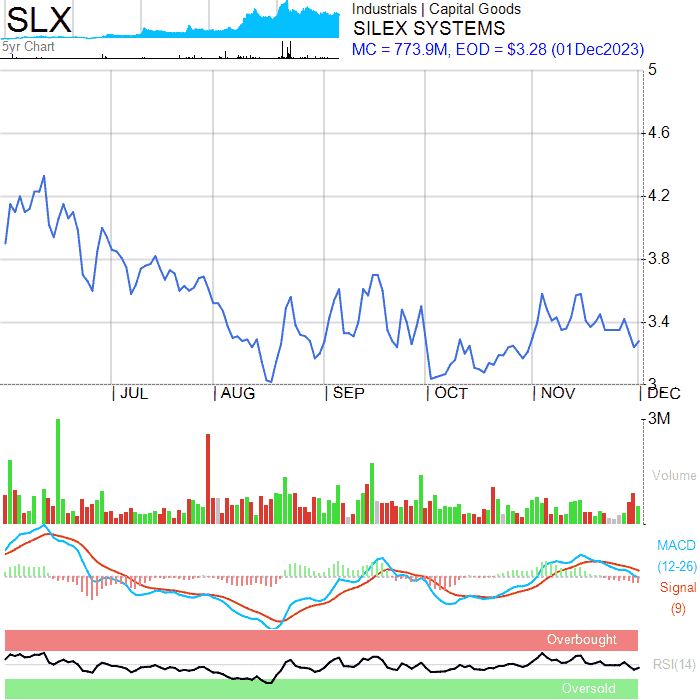 SLX
Industrials | Capital Goods
SILEX SYSTEMS
5yr Chart
MC = 773.9M, EOD = $3.28 (01Dec2023)
5
4.6
4.2
3.8
3.4
3
JUL
AUG
SEP
OCT
NOV
DEC
3M
Volume
MACD
(12-26)
Signal
(9)
Overbought
RSI(14)
Oversold